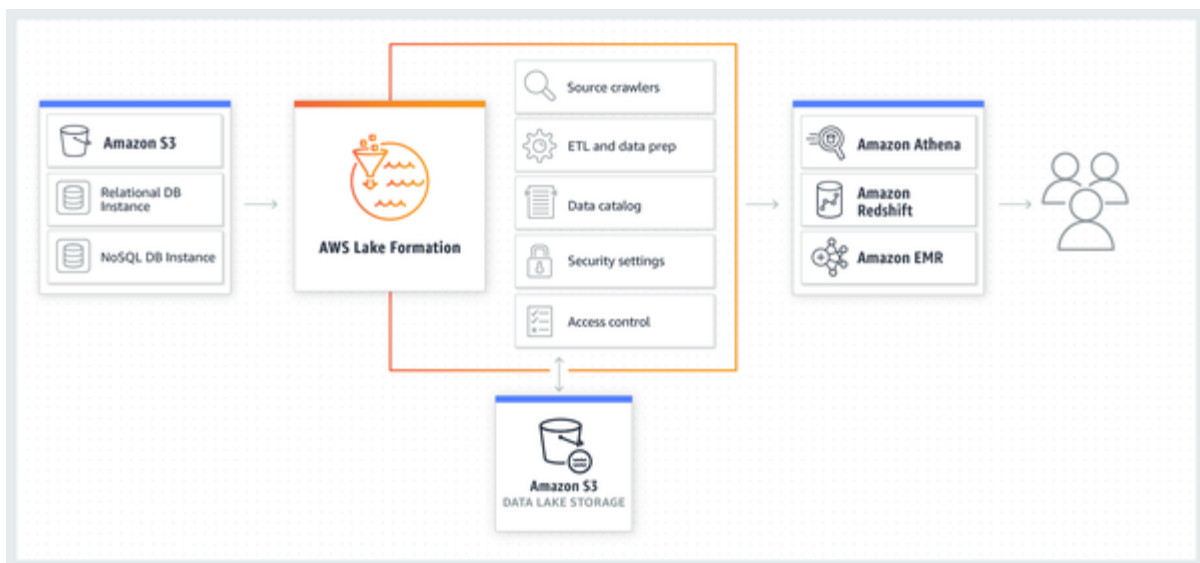 Amazon S3
Relational DB
Instance
NoSQL DB Instance
AWS Lake Formation
Source crawlers
ETL and data prep
Data catalog
Security settings
Access control
Amazon S3
DATA LAKE STORAGE
Amazon Athena
Amazon
Redshift
Amazon EMR